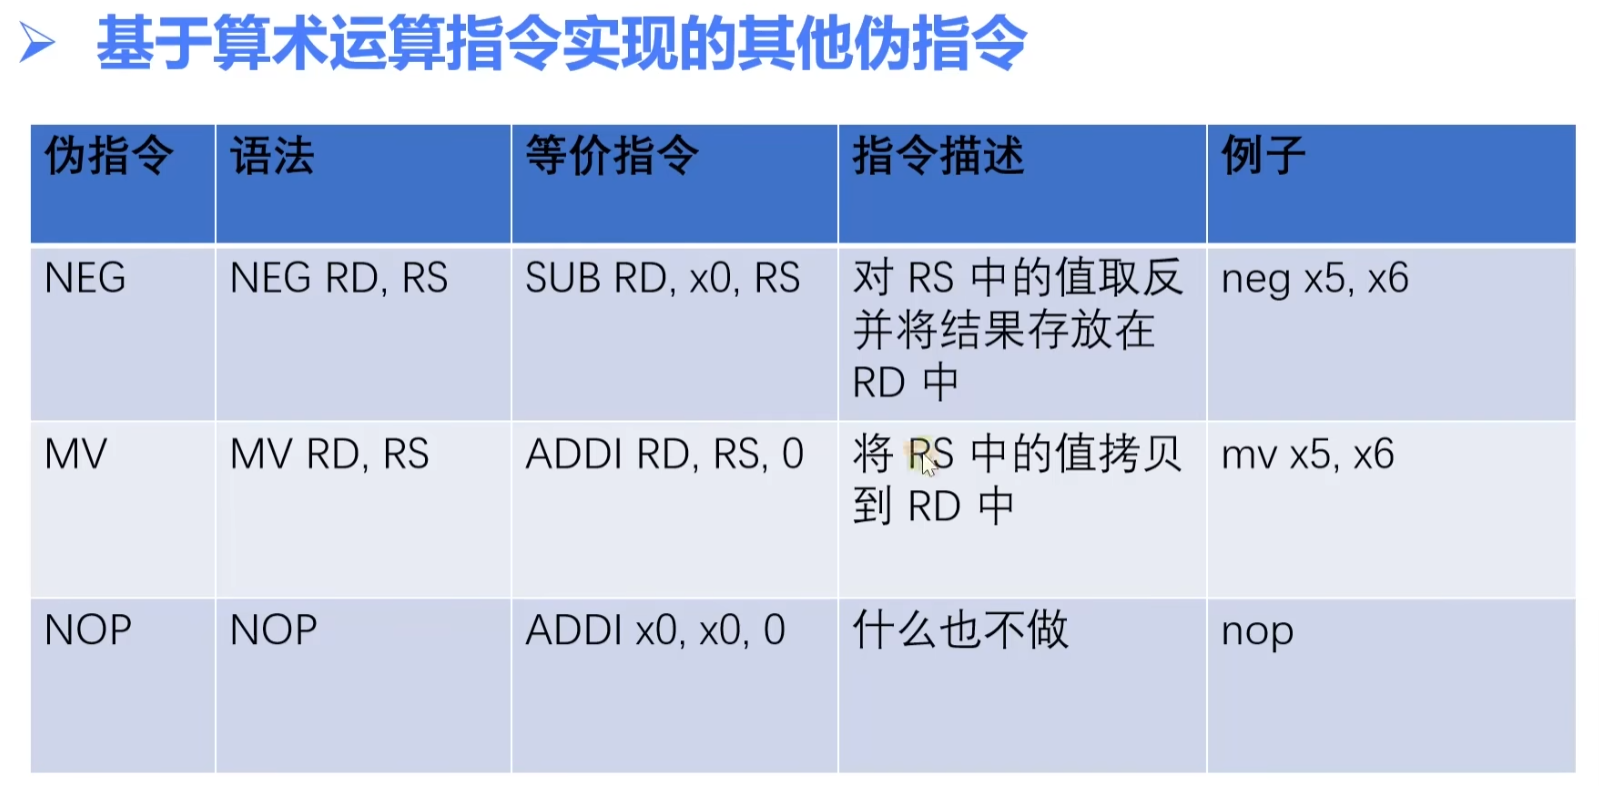 基于算术运算指令实现的其他伪指令
伪指令 语法 等价指令 指令描述 例子
NEG NEG RD, RS SUB RD, x0, RS 对 RS 中的值取反 neg x5, x6
并将结果存放在
RD 中
MV MV RD, RS ADDI RD, RS, 0 将 RS 中的值拷贝 mv x5, x6
到 RD 中
NOP NOP ADDI x0, x0, 0 什么也不做 nop